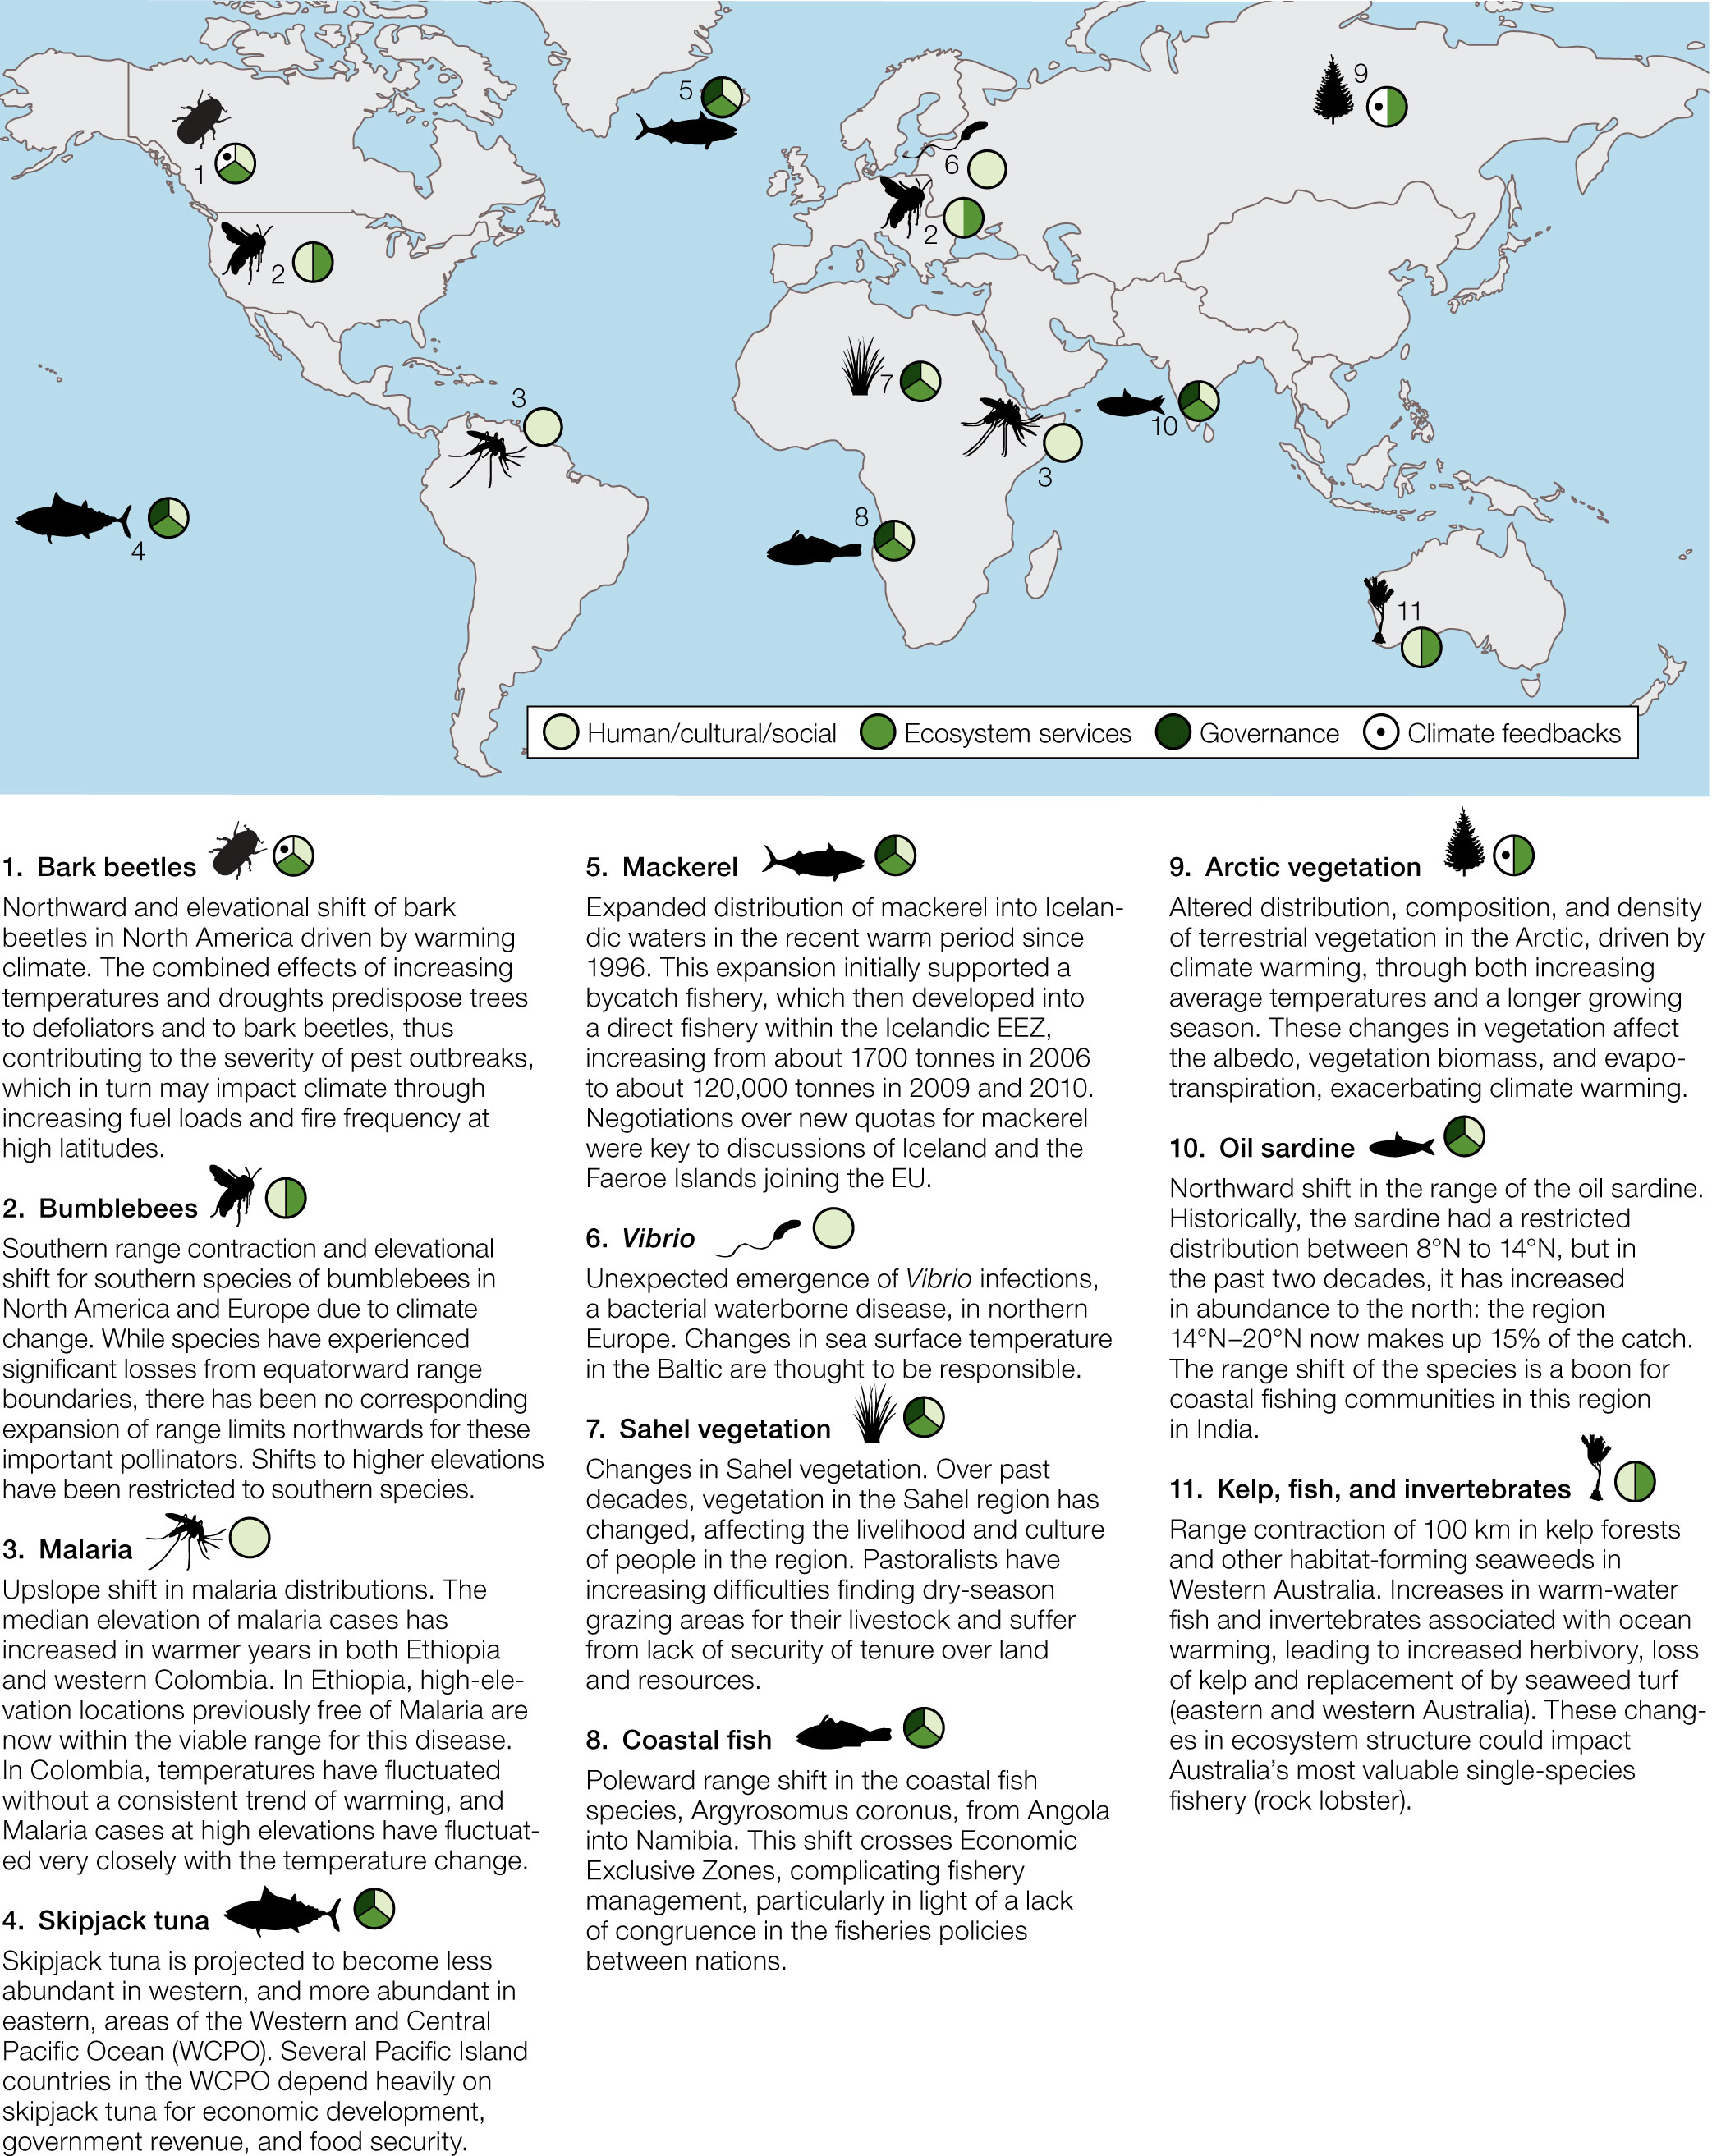 5
9
1
6
2
2
3
7
10
3
4
8
11
Human/cultural/social
Ecosystem services
Governance
Climate feedbacks
1. Bark beetles
Northward and elevational shift of bark
beetles in North America driven by warming
climate. The combined effects of increasing
temperatures and droughts predispose trees
to defoliators and to bark beetles, thus
contributing to the severity of pest outbreaks,
which in turn may impact climate through
increasing fuel loads and fire frequency at
high latitudes.
2. Bumblebees
Southern range contraction and elevational
shift for southern species of bumblebees in
North America and Europe due to climate
change. While species have experienced
significant losses from equatorward range
boundaries, there has been no corresponding
expansion of range limits northwards for these
important pollinators. Shifts to higher elevations
have been restricted to southern species.
3. Malaria
Upslope shift in malaria distributions. The
median elevation of malaria cases has
increased in warmer years in both Ethiopia
and western Colombia. In Ethiopia, high-ele-
vation locations previously free of Malaria are
now within the viable range for this disease.
In Colombia, temperatures have fluctuated
without a consistent trend of warming, and
Malaria cases at high elevations have fluctuat-
ed very closely with the temperature change.
4. Skipjack tuna
Skipjack tuna is projected to become less
abundant in western, and more abundant in
eastern, areas of the Western and Central
Pacific Ocean (WCPO). Several Pacific Island
countries in the WCPO depend heavily on
skipjack tuna for economic development,
government revenue, and food security.
5. Mackerel
Expanded distribution of mackerel into Icelan-
dic waters in the recent warm period since
1996. This expansion initially supported a
bycatch fishery, which then developed into
a direct fishery within the Icelandic EEZ,
increasing from about 1700 tonnes in 2006
to about 120,000 tonnes in 2009 and 2010.
Negotiations over new quotas for mackerel
were key to discussions of Iceland and the
Faeroe Islands joining the EU.
6. Vibrio
Unexpected emergence of Vibrio infections,
a bacterial waterborne disease, in northern
Europe. Changes in sea surface temperature
in the Baltic are thought to be responsible.
7. Sahel vegetation
Changes in Sahel vegetation. Over past
decades, vegetation in the Sahel region has
changed, affecting the livelihood and culture
of people in the region. Pastoralists have
increasing difficulties finding dry-season
grazing areas for their livestock and suffer
from lack of security of tenure over land
and resources.
8. Coastal fish
Poleward range shift in the coastal fish
species, Argyrosomus coronus, from Angola
into Namibia. This shift crosses Economic
Exclusive Zones, complicating fishery
management, particularly in light of a lack
of congruence in the fisheries policies
between nations.
9. Arctic vegetation
Altered distribution, composition, and density
of terrestrial vegetation in the Arctic, driven by
climate warming, through both increasing
average temperatures and a longer growing
season. These changes in vegetation affect
the albedo, vegetation biomass, and evapo-
transpiration, exacerbating climate warming.
10. Oil sardine
Northward shift in the range of the oil sardine.
Historically, the sardine had a restricted
distribution between 8°N to 14°N, but in
the past two decades, it has increased
in abundance to the north: the region
14°N–20°N now makes up 15% of the catch.
The range shift of the species is a boon for
coastal fishing communities in this region
in India.
11. Kelp, fish, and invertebrates
Range contraction of 100 km in kelp forests
and other habitat-forming seaweeds in
Western Australia. Increases in warm-water
fish and invertebrates associated with ocean
warming, leading to increased herbivory, loss
of kelp and replacement of by seaweed turf
(eastern and western Australia). These chang-
es in ecosystem structure could impact
Australia's most valuable single-species
fishery (rock lobster).